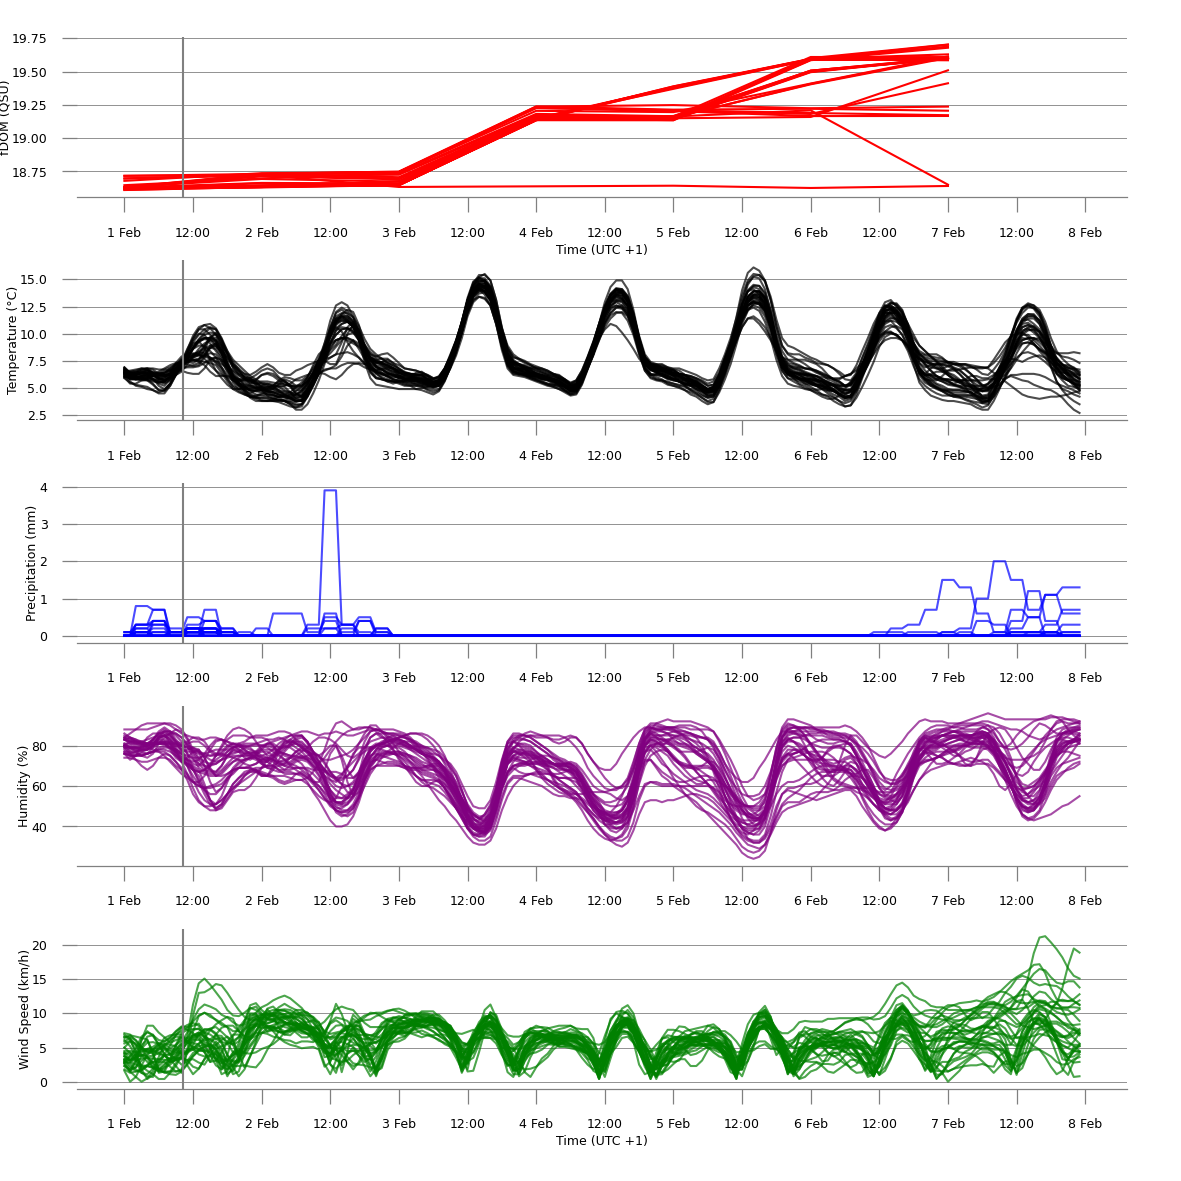 19.75
19.50
19.25
19.00
18.75
fDOM (QSU)
1 Feb 12:00 2 Feb 12:00 3 Feb 12:00 4 Feb 12:00 5 Feb 12:00 6 Feb 12:00 7 Feb 12:00 8 Feb
Time (UTC +1)
15.0
12.5
10.0
7.5
5.0
2.5
Temperature (°C)
1 Feb 12:00 2 Feb 12:00 3 Feb 12:00 4 Feb 12:00 5 Feb 12:00 6 Feb 12:00 7 Feb 12:00 8 Feb
4
3
2
1
0
Precipitation (mm)
1 Feb 12:00 2 Feb 12:00 3 Feb 12:00 4 Feb 12:00 5 Feb 12:00 6 Feb 12:00 7 Feb 12:00 8 Feb
80
60
40
Humidity (%)
1 Feb 12:00 2 Feb 12:00 3 Feb 12:00 4 Feb 12:00 5 Feb 12:00 6 Feb 12:00 7 Feb 12:00 8 Feb
20
15
10
5
0
Wind Speed (km/h)
1 Feb 12:00 2 Feb 12:00 3 Feb 12:00 4 Feb 12:00 5 Feb 12:00 6 Feb 12:00 7 Feb 12:00 8 Feb
Time (UTC +1)